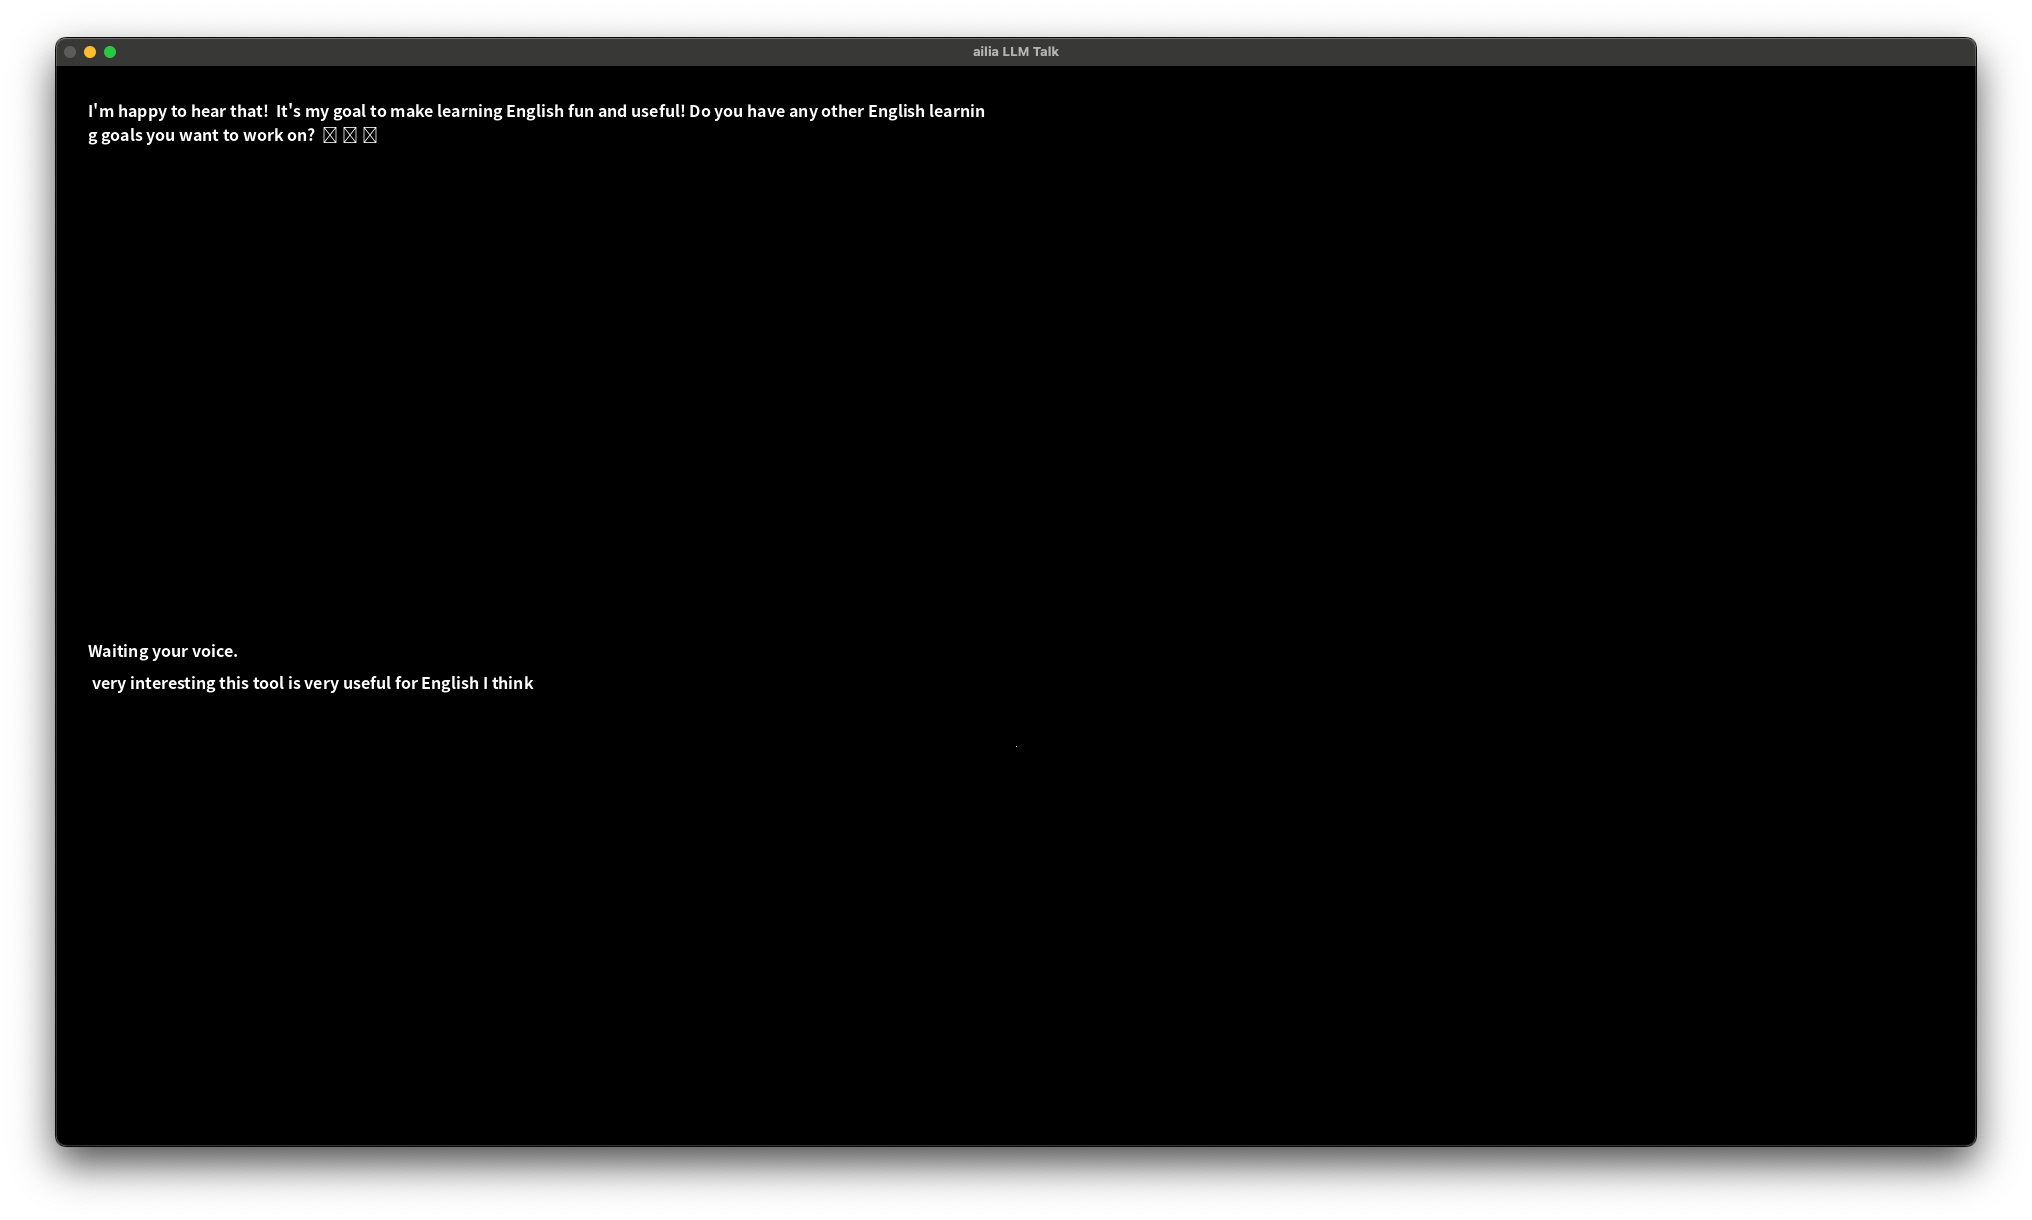 ailia LLM Talk
I'm happy to hear that!  It's my goal to make learning English fun and useful! Do you have any other English learnin
g goals you want to work on?
Waiting your voice.
very interesting this tool is very useful for English I think